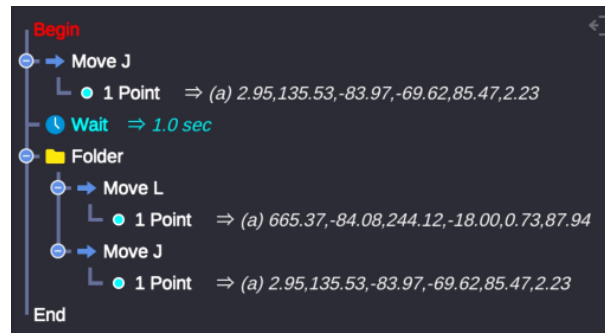 Begin
Move J
1 Point ⇒ (a) 2.95,135.53,-83.97,-69.62,85.47,2.23
Wait ⇒ 1.0 sec
Folder
Move L
1 Point ⇒ (a) 665.37,-84.08,244.12,-18.00,0.73,87.94
Move J
1 Point ⇒ (a) 2.95,135.53,-83.97,-69.62,85.47,2.23
End